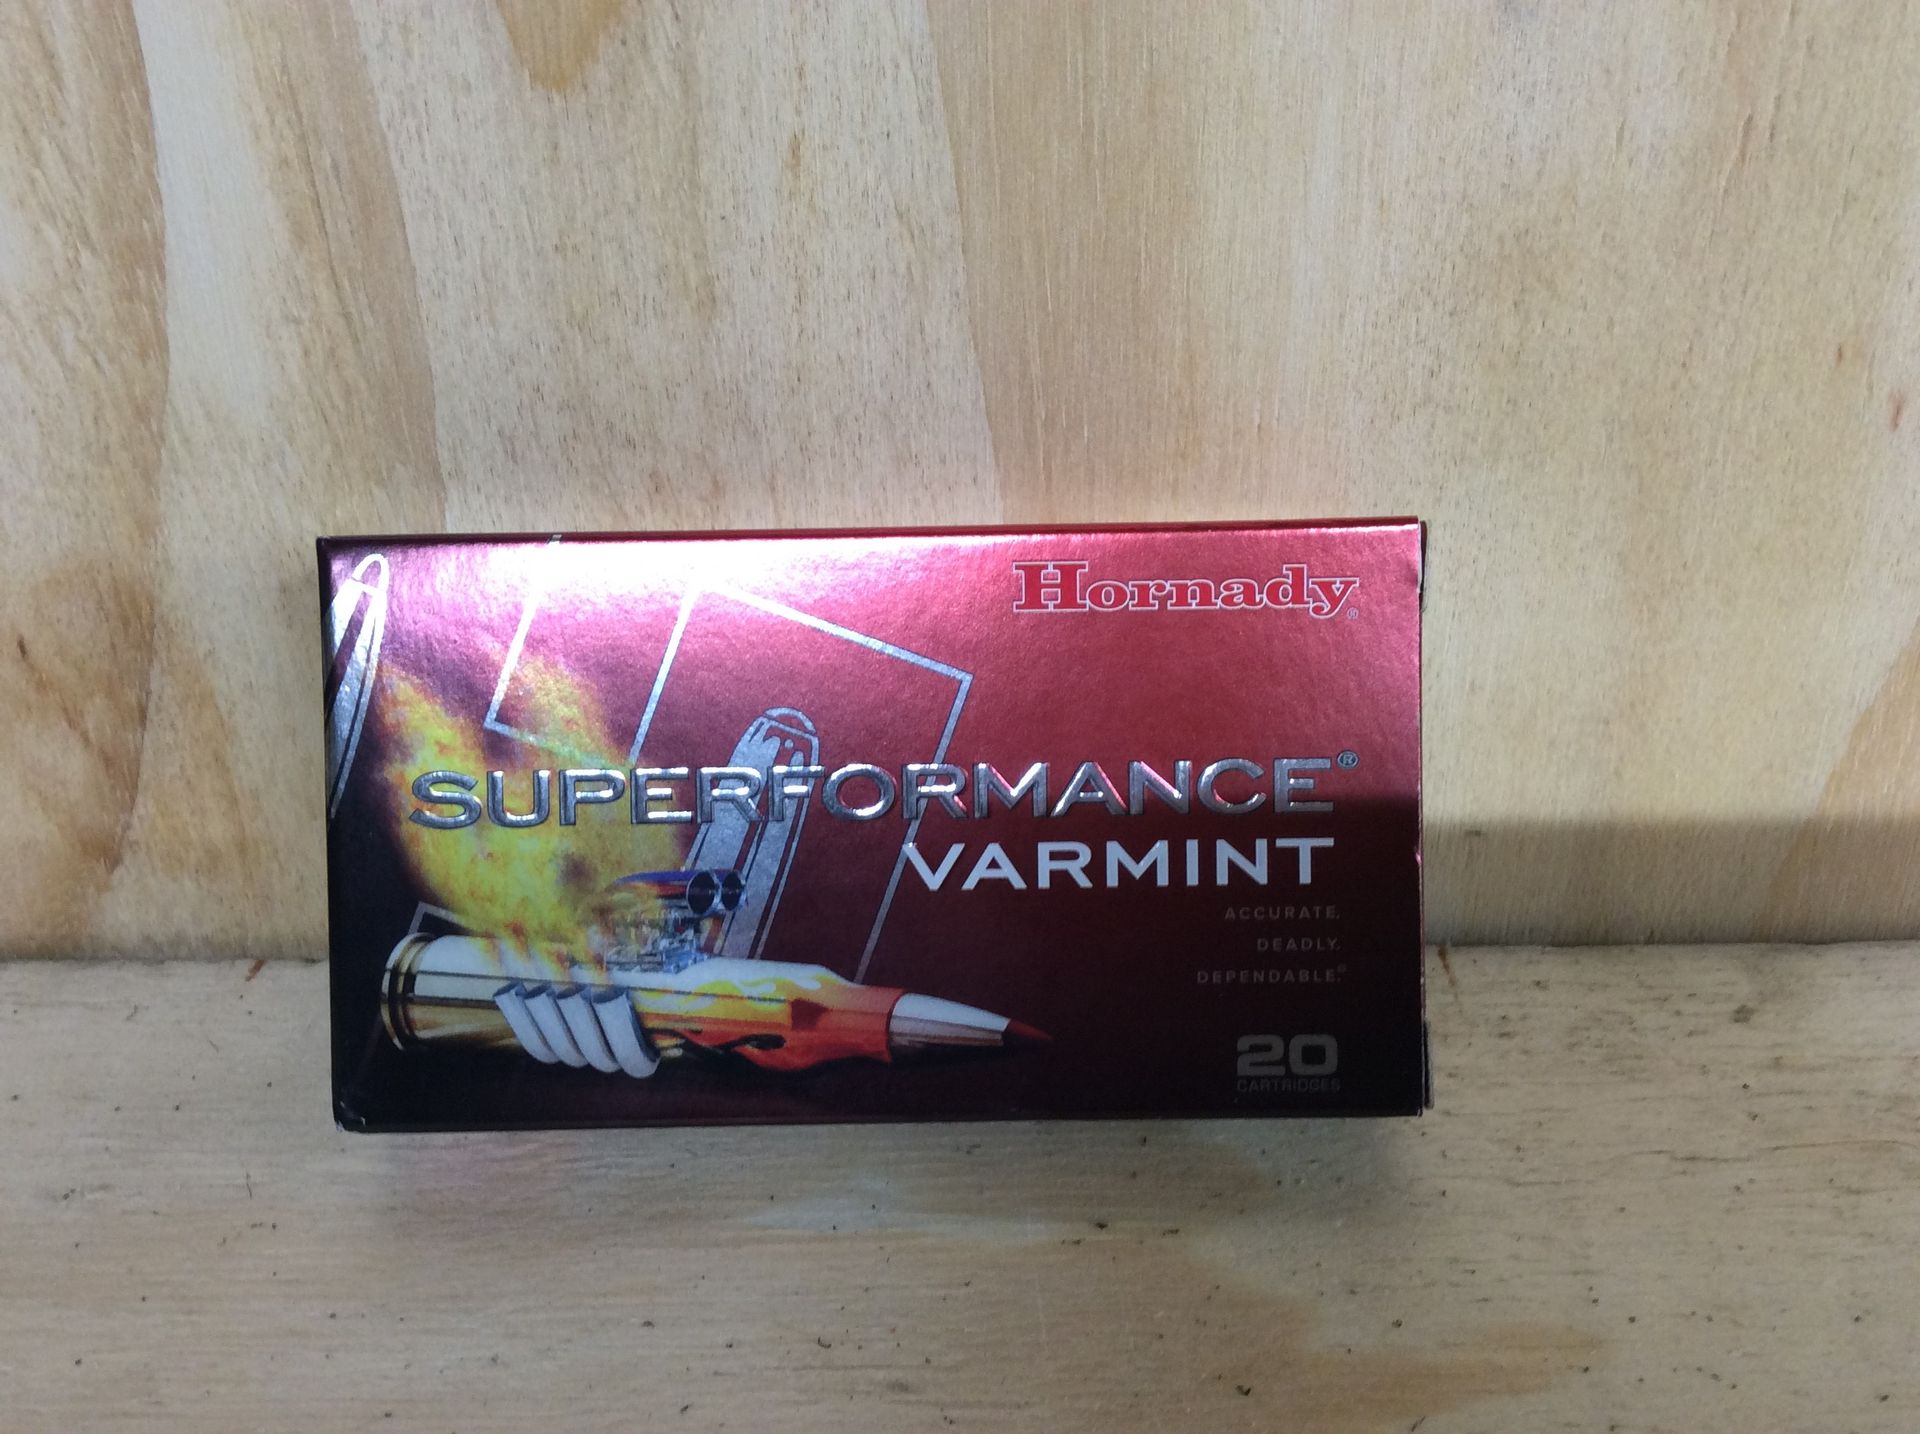 Hornady®
SUPERFORMANCE®
VARMINT
ACCURATE.
DEADLY.
DEPENDABLE.®
20
CARTRIDGES